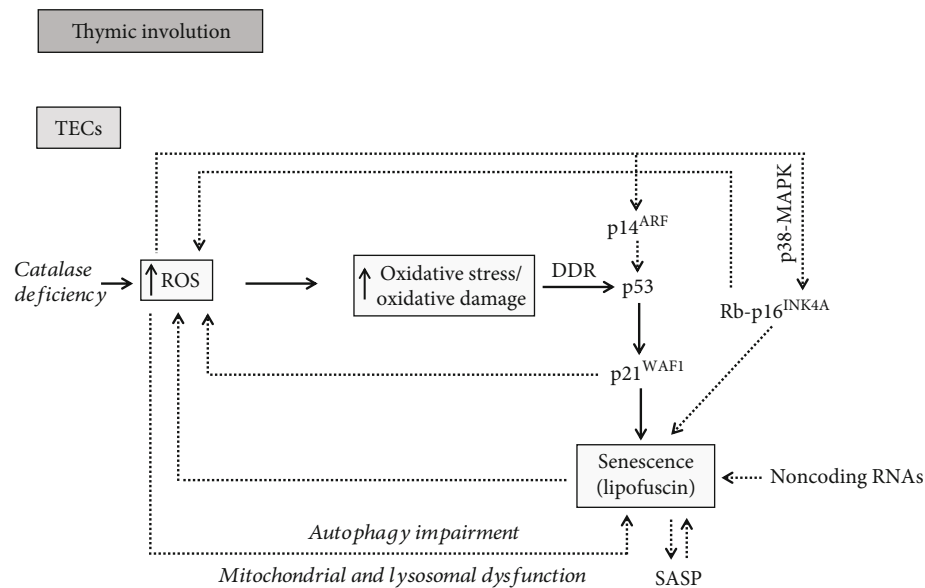 Thymic involution
TECs
p38-MAPK
p14ARF
Catalase
deficiency
↑ ROS
↑ Oxidative stress/
oxidative damage
DDR
p53
Rb-p16INK4A
p21WAF1
Senescence
(lipofuscin)
Noncoding RNAs
Autophagy impairment
Mitochondrial and lysosomal dysfunction
SASP